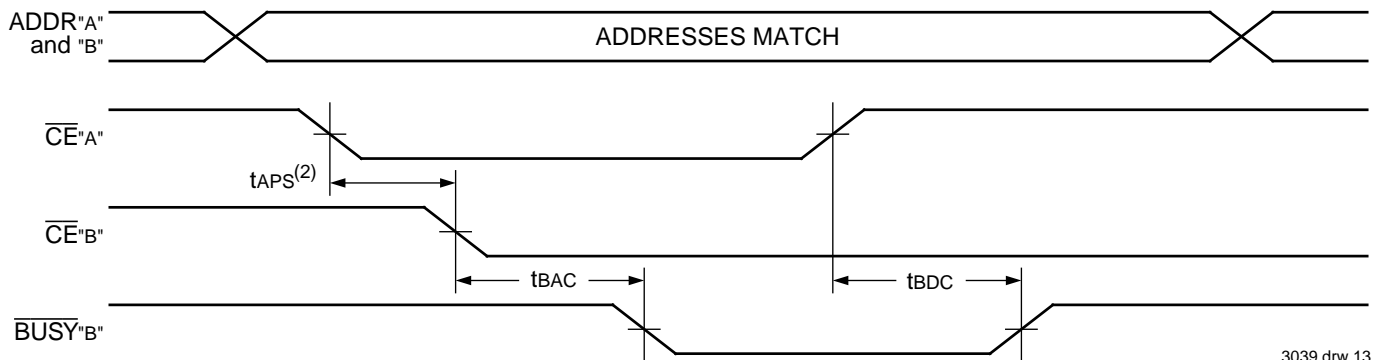 ADDR"A"
and "B"
ADDRESSES MATCH
CE"A"
tAPS(2)
CE"B"
tBAC
tBDC
BUSY"B"
3039 drw 13